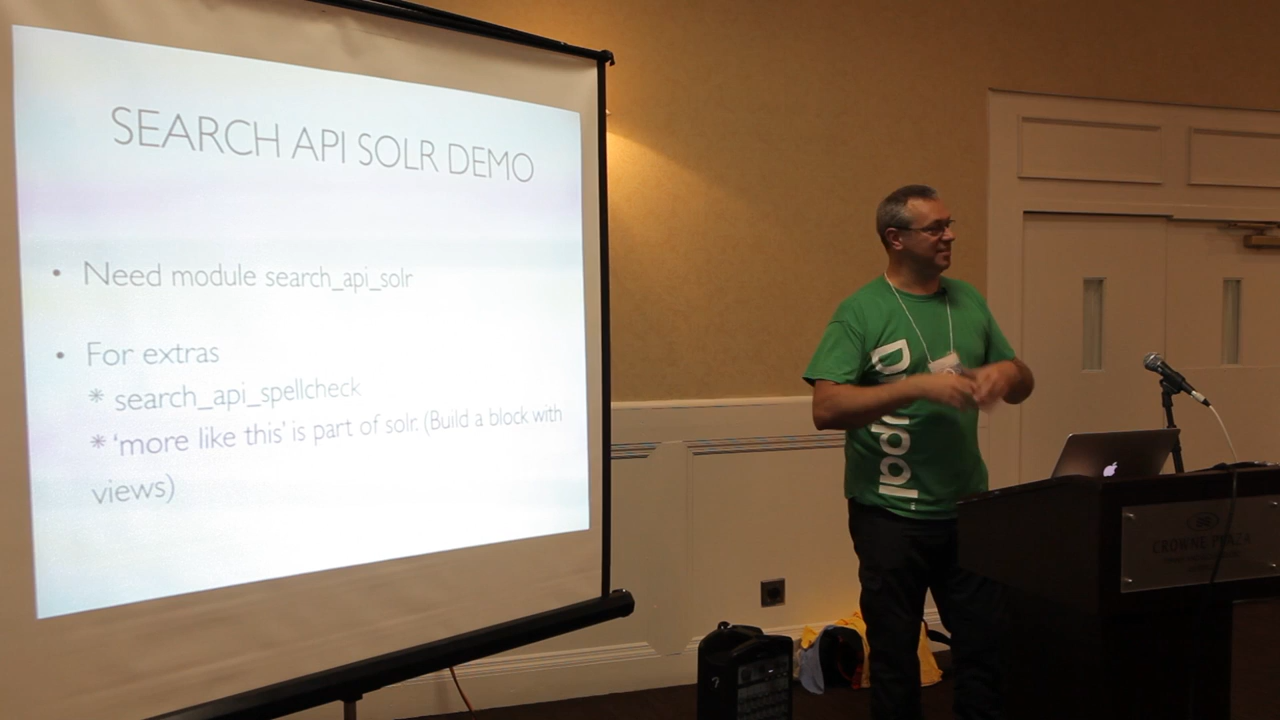 SEARCH API SOLR DEMO
• Need module search_api_solr
• For extras
* search_api_spellcheck
* 'more like this' is part of solr. (Build a block with
views)
Drupal™
CROWNE PLAZA
?